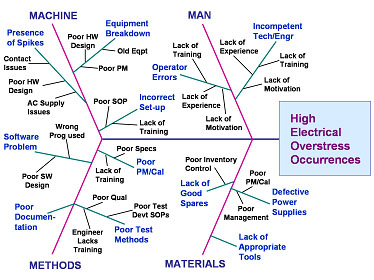 MACHINE
MAN
Presence
of Spikes
Poor HW
Design
Equipment
Breakdown
Old Eqpt
Poor PM
Contact
Issues
Poor HW
Design
AC Supply
Issues
Poor SOP
Incorrect
Set-up
Lack of
Training
Lack of
Training
Operator
Errors
Lack of
Experience
Lack of
Motivation
Lack of
Experience
Incompetent
Tech/Engr
Lack of
Training
Lack of
Motivation
High
Electrical
Overstress
Occurrences
Software
Problem
Wrong
Prog used
Poor SW
Design
Poor Specs
Poor
PM/Cal
Lack of
Training
Poor
Documen-
tation
Poor Qual
Poor Test
Devt SOPs
Engineer
Lacks
Training
Poor Test
Methods
Poor Inventory
Control
Lack of
Good
Spares
Poor
PM/Cal
Poor
Management
Defective
Power
Supplies
Lack of
Appropriate
Tools
METHODS
MATERIALS